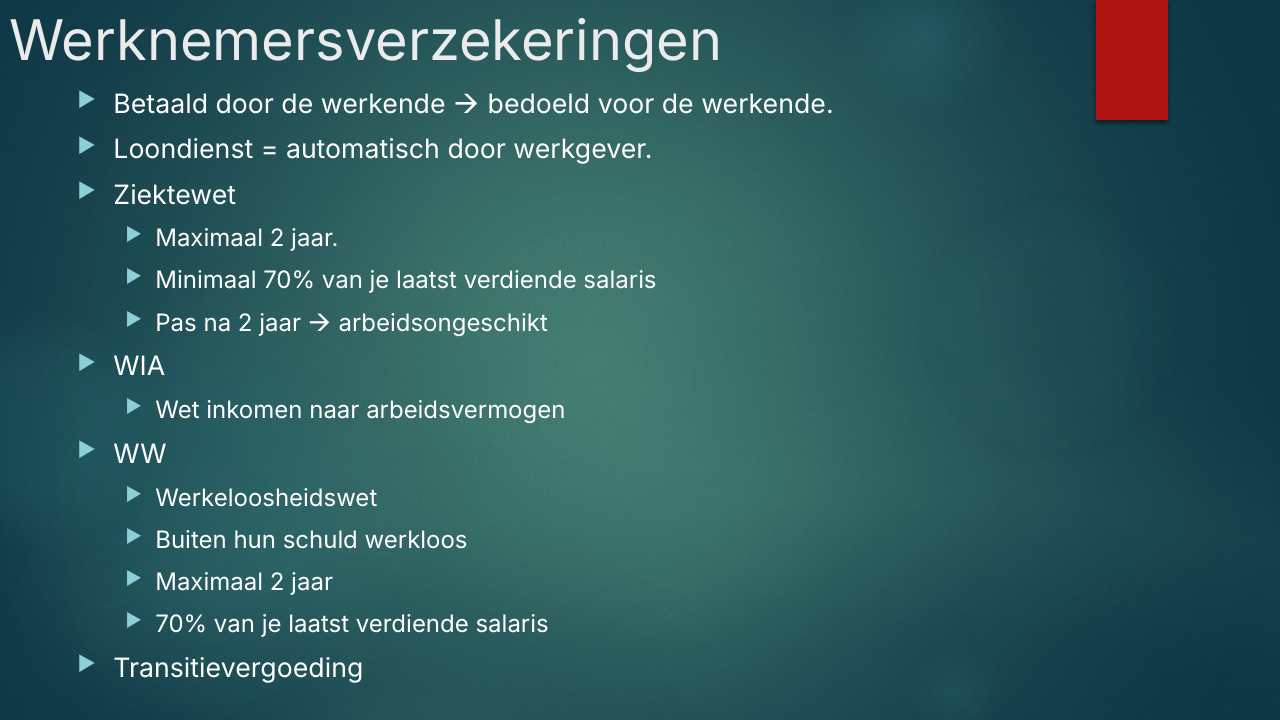 Werknemersverzekeringen
Betaald door de werkende → bedoeld voor de werkende.
Loondienst = automatisch door werkgever.
Ziektewet
Maximaal 2 jaar.
Minimaal 70% van je laatst verdiende salaris
Pas na 2 jaar → arbeidsongeschikt
WIA
Wet inkomen naar arbeidsvermogen
WW
Werkeloosheidswet
Buiten hun schuld werkloos
Maximaal 2 jaar
70% van je laatst verdiende salaris
Transitievergoeding